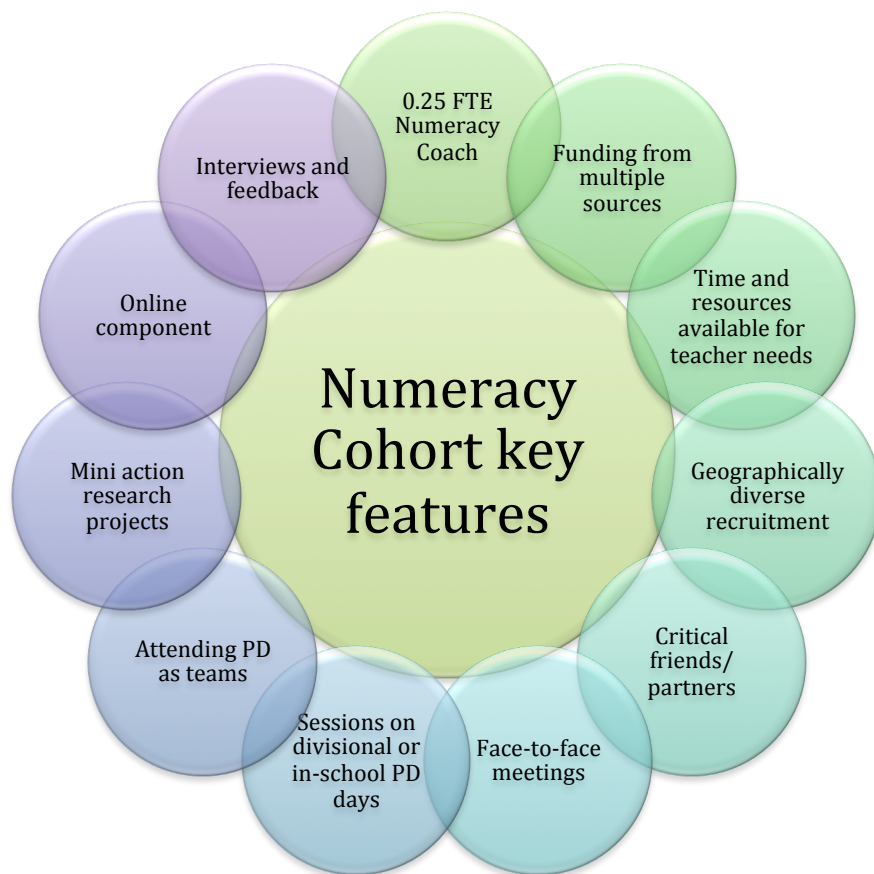 0.25 FTE
Numeracy
Coach
Funding from
multiple
sources
Time and
resources
available for
teacher needs
Geographically
diverse
recruitment
Critical
friends/
partners
Face-to-face
meetings
Sessions on
divisional or
in-school PD
days
Attending PD
as teams
Mini action
research
projects
Online
component
Interviews and
feedback
Numeracy
Cohort key
features